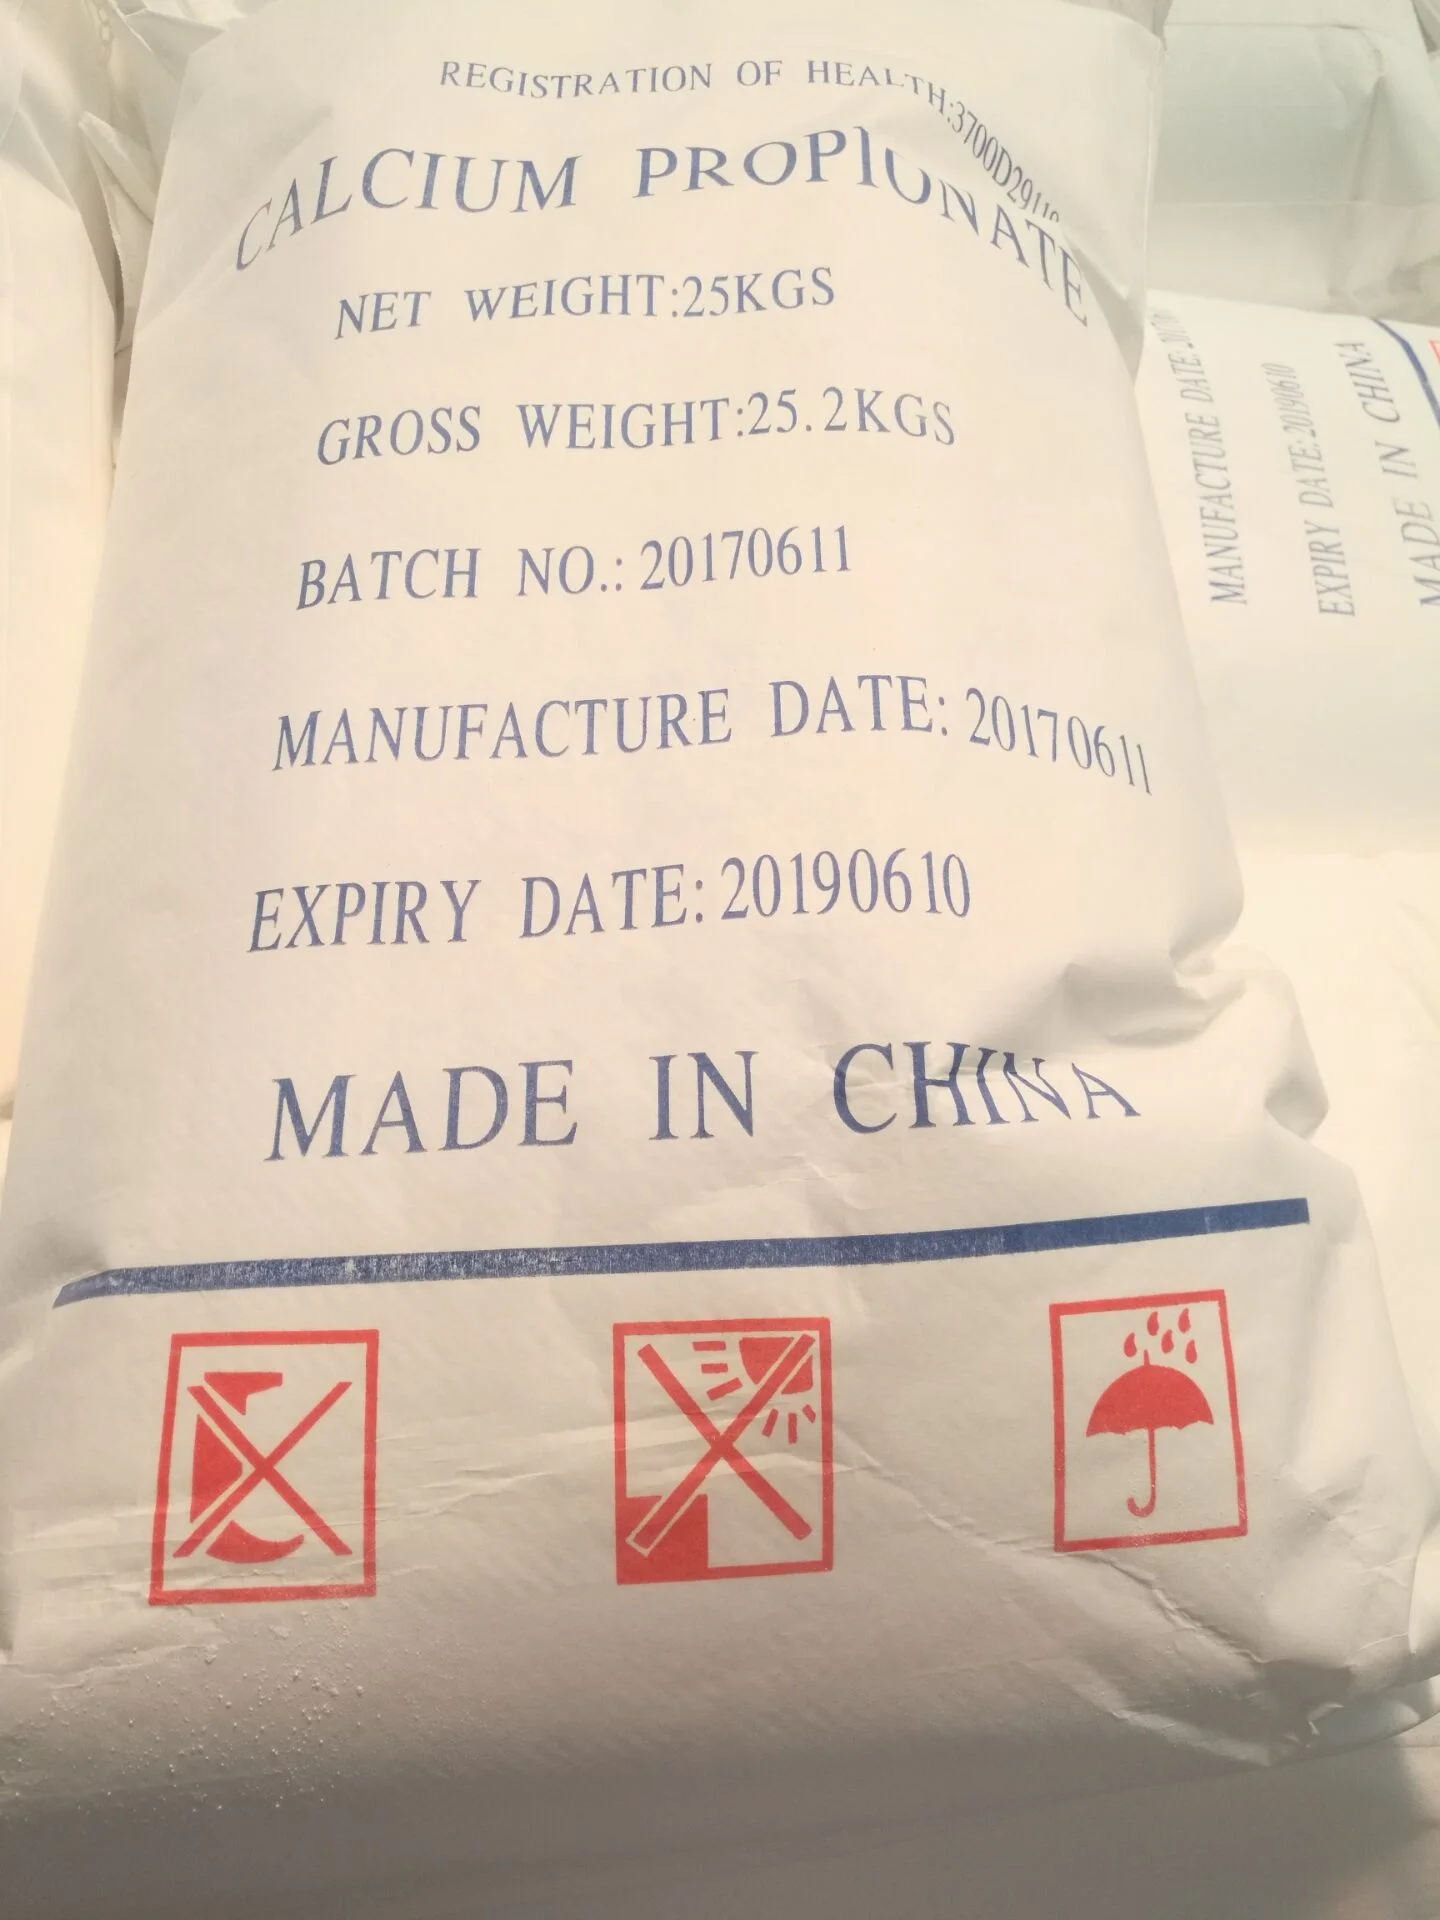 REGISTRATION OF HEALTH:
CALCIUM PROPIONATE
NET WEIGHT:25KGS
GROSS WEIGHT:25.2KGS
BATCH NO.: 20170611
MANUFACTURE DATE: 20170611
EXPIRY DATE: 20190610
MADE IN CHINA
MANUFACTURE DATE:
EXPIRY DATE: 20190610
MADE IN CHINA